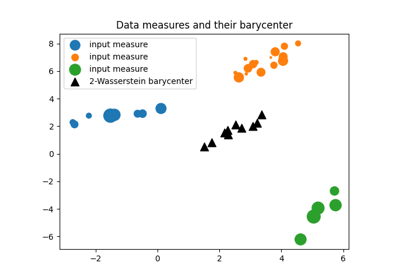 Data measures and their barycenter
input measure
input measure
input measure
2-Wasserstein barycenter
8
6
4
2
0
−2
−4
−6
−2
0
2
4
6